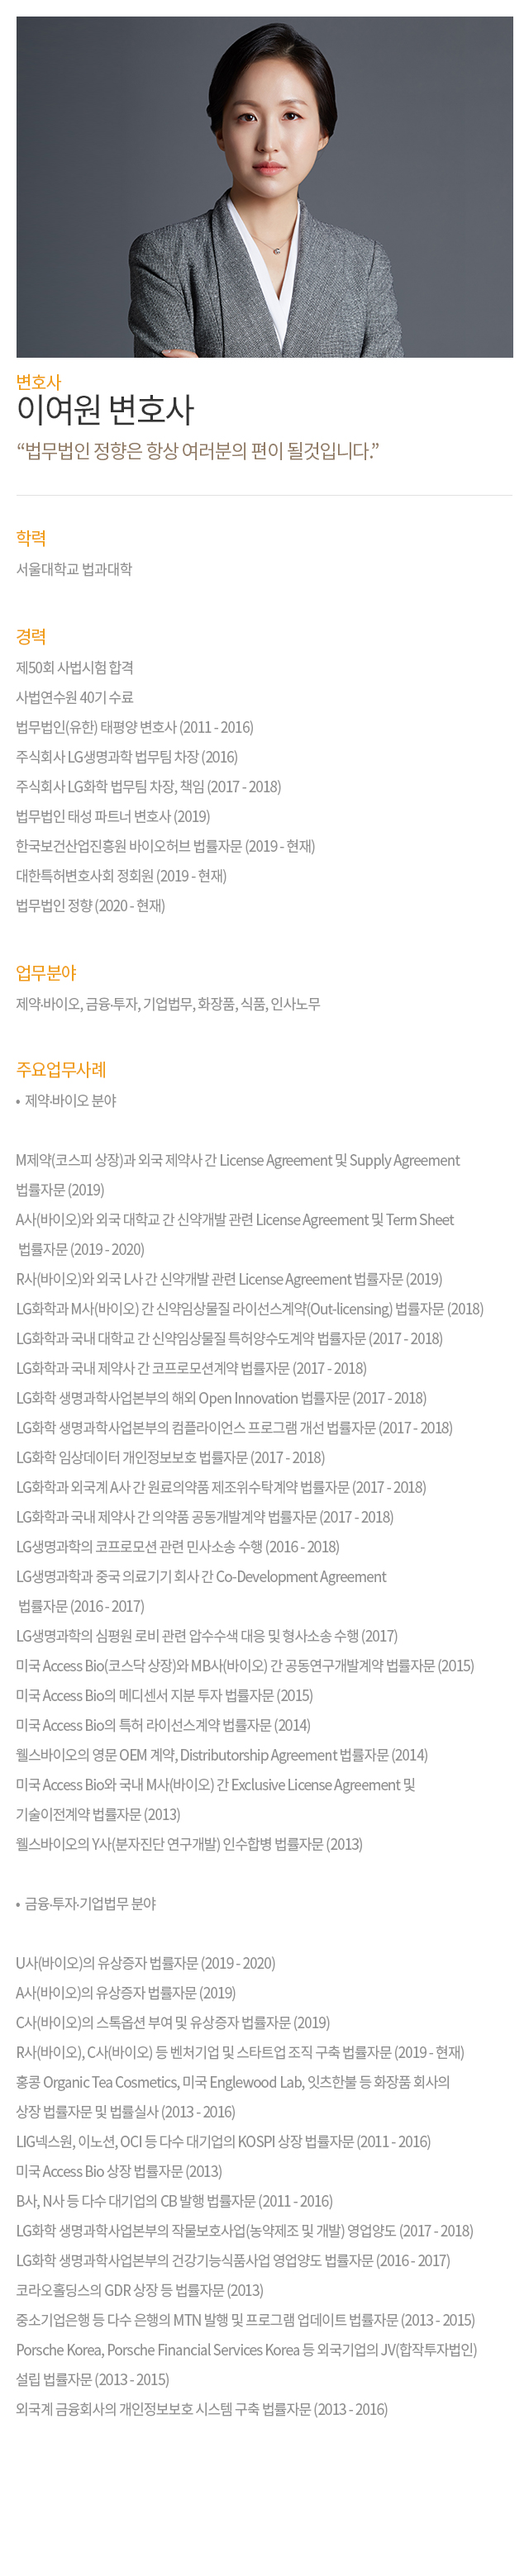 변호사
이여원 변호사
“법무법인 정향은 항상 여러분의 편이 될것입니다.”
학력
서울대학교 법과대학
경력
제50회 사법시험 합격
사법연수원 40기 수료
법무법인(유한) 태평양 변호사 (2011 - 2016)
주식회사 LG생명과학 법무팀 차장 (2016)
주식회사 LG화학 법무팀 차장, 책임 (2017 - 2018)
법무법인 태성 파트너 변호사 (2019)
한국보건산업진흥원 바이오허브 법률자문 (2019 - 현재)
대한특허변호사회 정회원 (2019 - 현재)
법무법인 정향 (2020 - 현재)
업무분야
제약·바이오, 금융·투자, 기업법무, 화장품, 식품, 인사노무
주요업무사례
• 제약·바이오 분야
M제약(코스피 상장)과 외국 제약사 간 License Agreement 및 Supply Agreement
법률자문 (2019)
A사(바이오)와 외국 대학교 간 신약개발 관련 License Agreement 및 Term Sheet
법률자문 (2019 - 2020)
R사(바이오)와 외국 L사 간 신약개발 관련 License Agreement 법률자문 (2019)
LG화학과 M사(바이오) 간 신약임상물질 라이선스계약(Out-licensing) 법률자문 (2018)
LG화학과 국내 대학교 간 신약임상물질 특허양수도계약 법률자문 (2017 - 2018)
LG화학과 국내 제약사 간 코프로모션계약 법률자문 (2017 - 2018)
LG화학 생명과학사업본부의 해외 Open Innovation 법률자문 (2017 - 2018)
LG화학 생명과학사업본부의 컴플라이언스 프로그램 개선 법률자문 (2017 - 2018)
LG화학 임상데이터 개인정보보호 법률자문 (2017 - 2018)
LG화학과 외국계 A사 간 원료의약품 제조위수탁계약 법률자문 (2017 - 2018)
LG화학과 국내 제약사 간 의약품 공동개발계약 법률자문 (2017 - 2018)
LG생명과학의 코프로모션 관련 민사소송 수행 (2016 - 2018)
LG생명과학과 중국 의료기기 회사 간 Co-Development Agreement
법률자문 (2016 - 2017)
LG생명과학의 심평원 로비 관련 압수수색 대응 및 형사소송 수행 (2017)
미국 Access Bio(코스닥 상장)와 MB사(바이오) 간 공동연구개발계약 법률자문 (2015)
미국 Access Bio의 메디센서 지분 투자 법률자문 (2015)
미국 Access Bio의 특허 라이선스계약 법률자문 (2014)
웰스바이오의 영문 OEM 계약, Distributorship Agreement 법률자문 (2014)
미국 Access Bio와 국내 M사(바이오) 간 Exclusive License Agreement 및
기술이전계약 법률자문 (2013)
웰스바이오의 Y사(분자진단 연구개발) 인수합병 법률자문 (2013)
• 금융·투자·기업법무 분야
U사(바이오)의 유상증자 법률자문 (2019 - 2020)
A사(바이오)의 유상증자 법률자문 (2019)
C사(바이오)의 스톡옵션 부여 및 유상증자 법률자문 (2019)
R사(바이오), C사(바이오) 등 벤처기업 및 스타트업 조직 구축 법률자문 (2019 - 현재)
홍콩 Organic Tea Cosmetics, 미국 Englewood Lab, 잇츠한불 등 화장품 회사의
상장 법률자문 및 법률실사 (2013 - 2016)
LIG넥스원, 이노션, OCI 등 다수 대기업의 KOSPI 상장 법률자문 (2011 - 2016)
미국 Access Bio 상장 법률자문 (2013)
B사, N사 등 다수 대기업의 CB 발행 법률자문 (2011 - 2016)
LG화학 생명과학사업본부의 작물보호사업(농약제조 및 개발) 영업양도 (2017 - 2018)
LG화학 생명과학사업본부의 건강기능식품사업 영업양도 법률자문 (2016 - 2017)
코라오홀딩스의 GDR 상장 등 법률자문 (2013)
중소기업은행 등 다수 은행의 MTN 발행 및 프로그램 업데이트 법률자문 (2013 - 2015)
Porsche Korea, Porsche Financial Services Korea 등 외국기업의 JV(합작투자법인)
설립 법률자문 (2013 - 2015)
외국계 금융회사의 개인정보보호 시스템 구축 법률자문 (2013 - 2016)